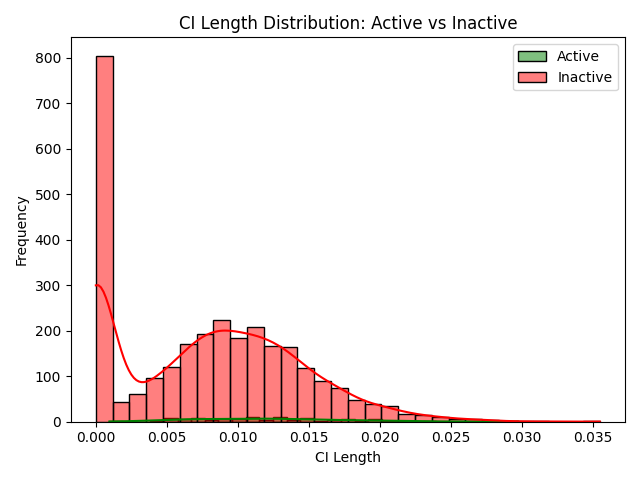 CI Length Distribution: Active vs Inactive
Active
Inactive
Frequency
800
700
600
500
400
300
200
100
0
0.000 0.005 0.010 0.015 0.020 0.025 0.030 0.035
CI Length